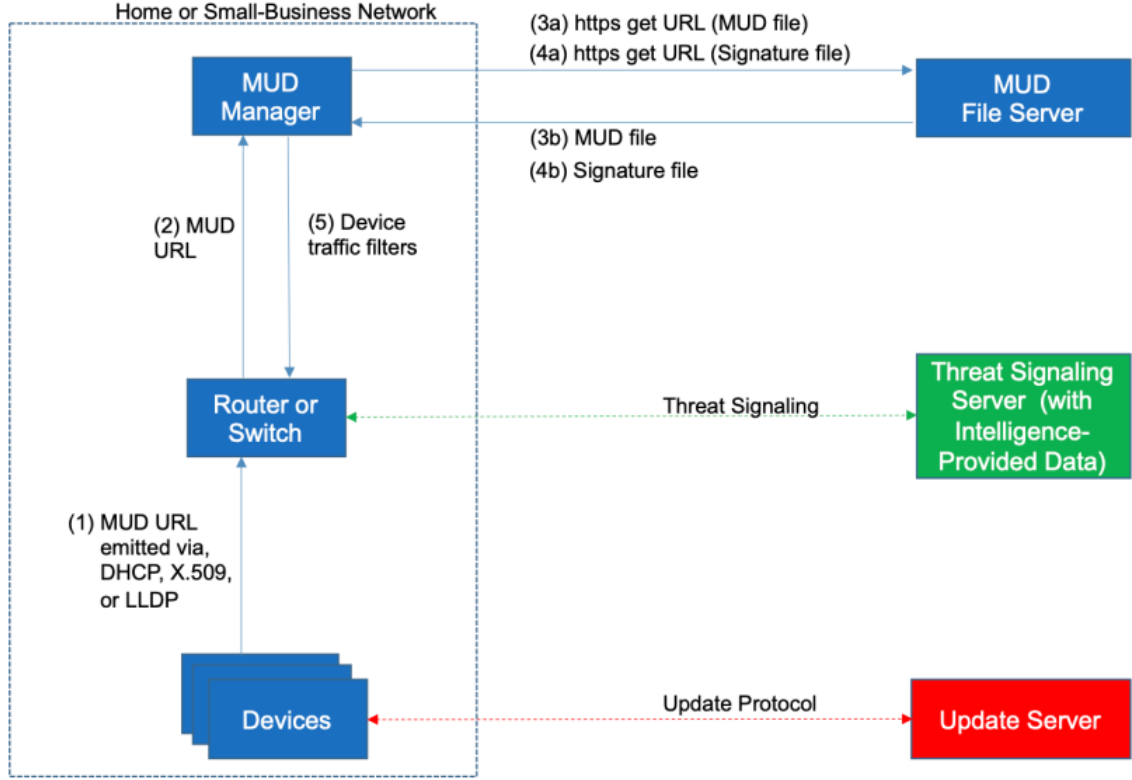 Home or Small-Business Network
(3a) https get URL (MUD file)
(4a) https get URL (Signature file)
MUD
Manager
MUD
File Server
(3b) MUD file
(4b) Signature file
(2) MUD
URL
(5) Device
traffic filters
Router or
Switch
Threat Signaling
Threat Signaling
Server (with
Intelligence-
Provided Data)
(1) MUD URL
emitted via,
DHCP, X.509,
or LLDP
Devices
Update Protocol
Update Server